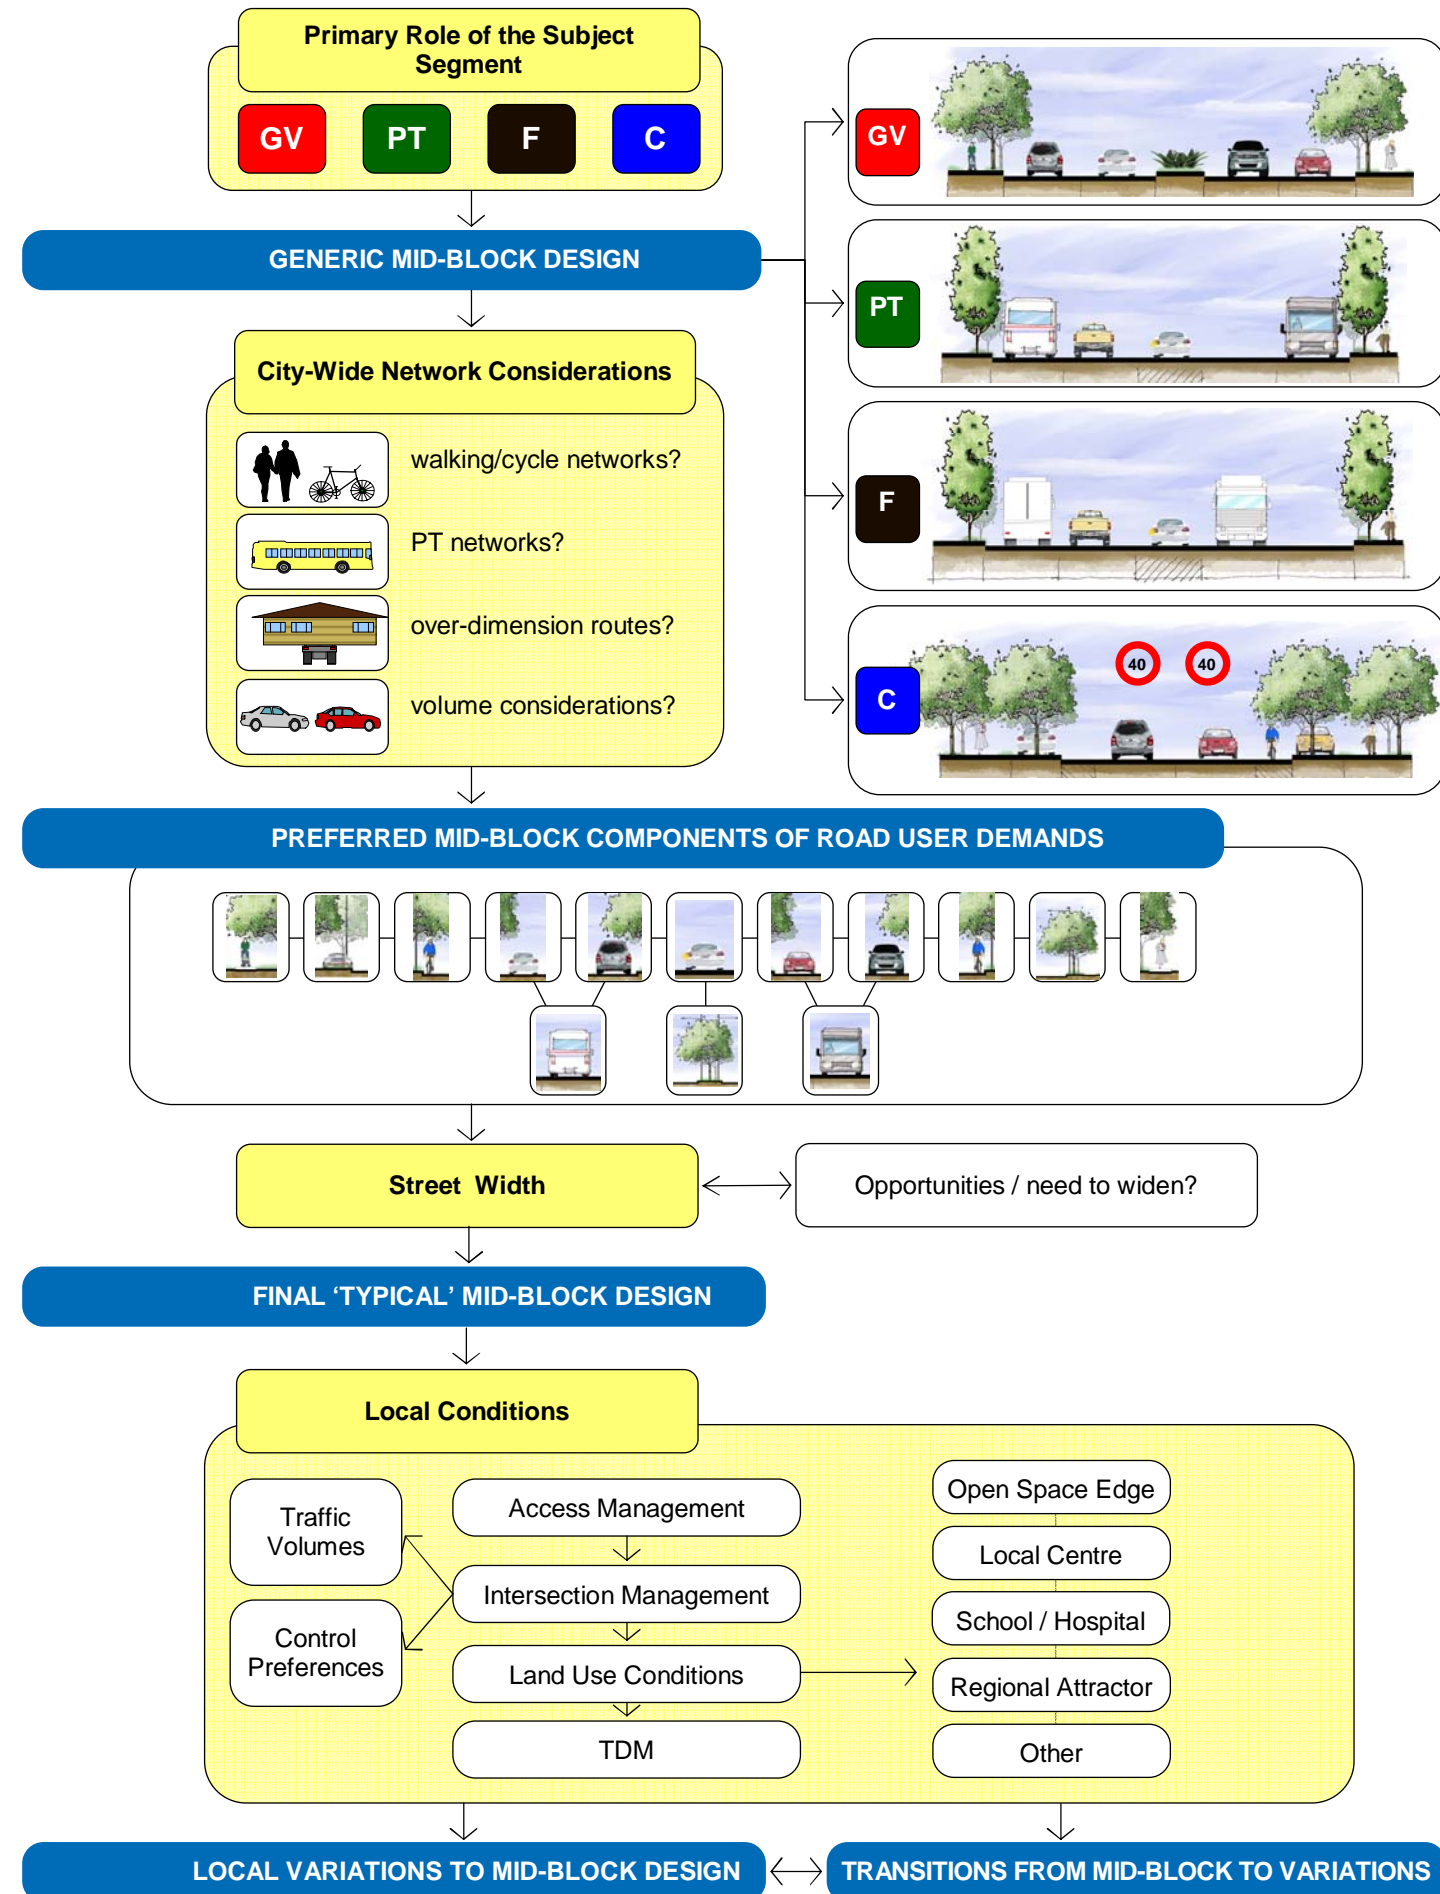 Primary Role of the Subject
Segment
GV
PT
F
C
GENERIC MID-BLOCK DESIGN
GV
PT
F
C
40
40
City-Wide Network Considerations
walking/cycle networks?
PT networks?
over-dimension routes?
volume considerations?
PREFERRED MID-BLOCK COMPONENTS OF ROAD USER DEMANDS
Street Width
Opportunities / need to widen?
FINAL ‘TYPICAL’ MID-BLOCK DESIGN
Local Conditions
Traffic
Volumes
Control
Preferences
Access Management
Intersection Management
Land Use Conditions
TDM
Open Space Edge
Local Centre
School / Hospital
Regional Attractor
Other
LOCAL VARIATIONS TO MID-BLOCK DESIGN
TRANSITIONS FROM MID-BLOCK TO VARIATIONS